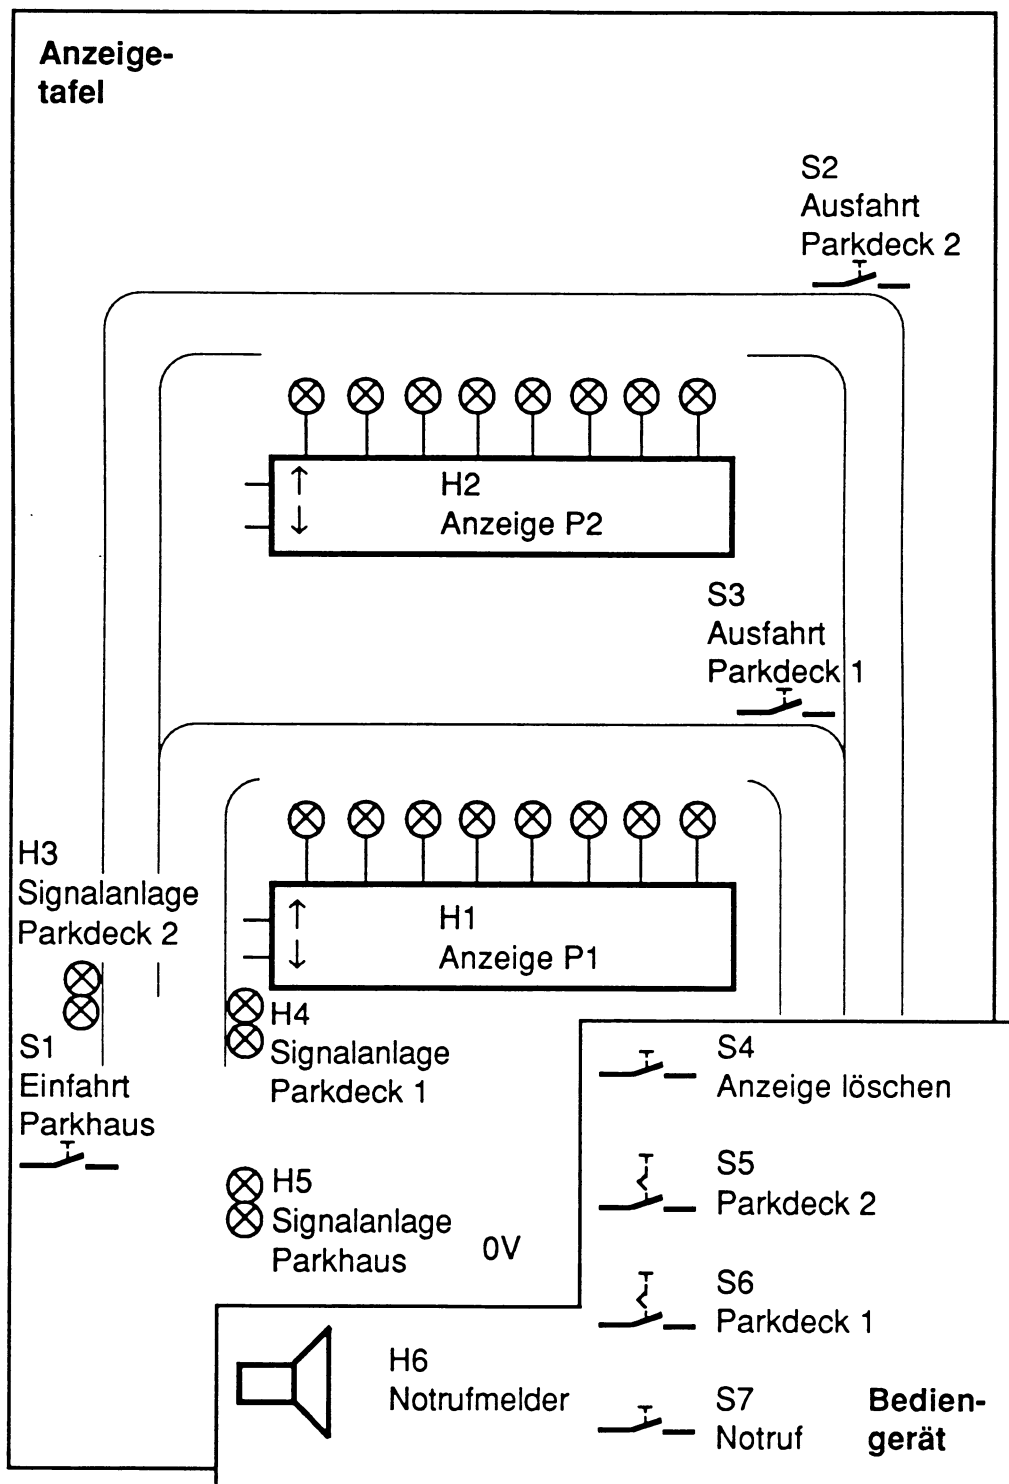 Anzeige-
tafel
S2
Ausfahrt
Parkdeck 2
H2
Anzeige P2
S3
Ausfahrt
Parkdeck 1
H3
Signalanlage
Parkdeck 2
H1
Anzeige P1
H4
Signalanlage
Parkdeck 1
S1
Einfahrt
Parkhaus
H5
Signalanlage
Parkhaus
0V
S4
Anzeige löschen
S5
Parkdeck 2
S6
Parkdeck 1
H6
Notrufmelder
S7
Notruf
Bedien-
gerät